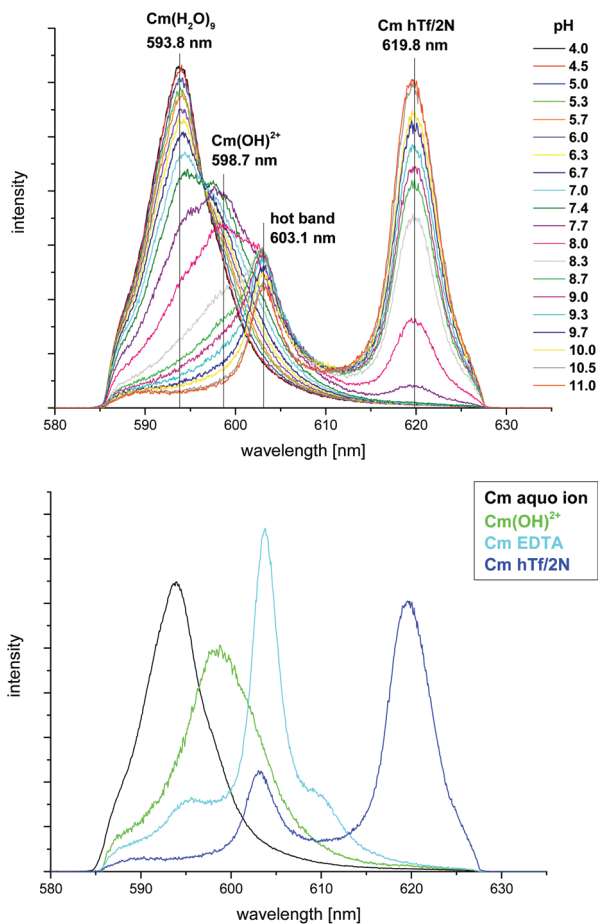 Cm(H₂O)₉
593.8 nm
Cm hTf/2N
619.8 nm
pH
4.0
4.5
5.0
5.3
5.7
6.0
6.3
6.7
7.0
7.4
7.7
8.0
8.3
8.7
9.0
9.3
9.7
10.0
10.5
11.0
Cm(OH)²⁺
598.7 nm
hot band
603.1 nm
intensity
580 590 600 610 620 630
wavelength [nm]
Cm aquo ion
Cm(OH)²⁺
Cm EDTA
Cm hTf/2N
intensity
580 590 600 610 620 630
wavelength [nm]